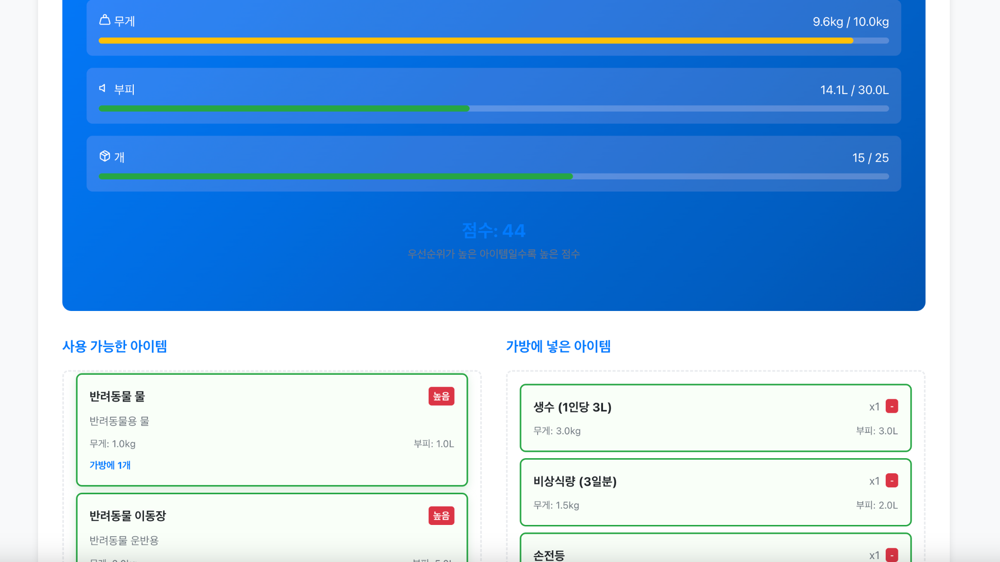 무게
9.6kg / 10.0kg
부피
14.1L / 30.0L
개
15 / 25
점수: 44
우선순위가 높은 아이템일수록 높은 점수
사용 가능한 아이템
반려동물 물
높음
반려동물용 물
무게: 1.0kg
부피: 1.0L
가방에 1개
반려동물 이동장
높음
반려동물 운반용
가방에 넣은 아이템
생수 (1인당 3L)
x1 -
무게: 3.0kg
부피: 3.0L
비상식량 (3일분)
x1 -
무게: 1.5kg
부피: 2.0L
손전등
x1 -